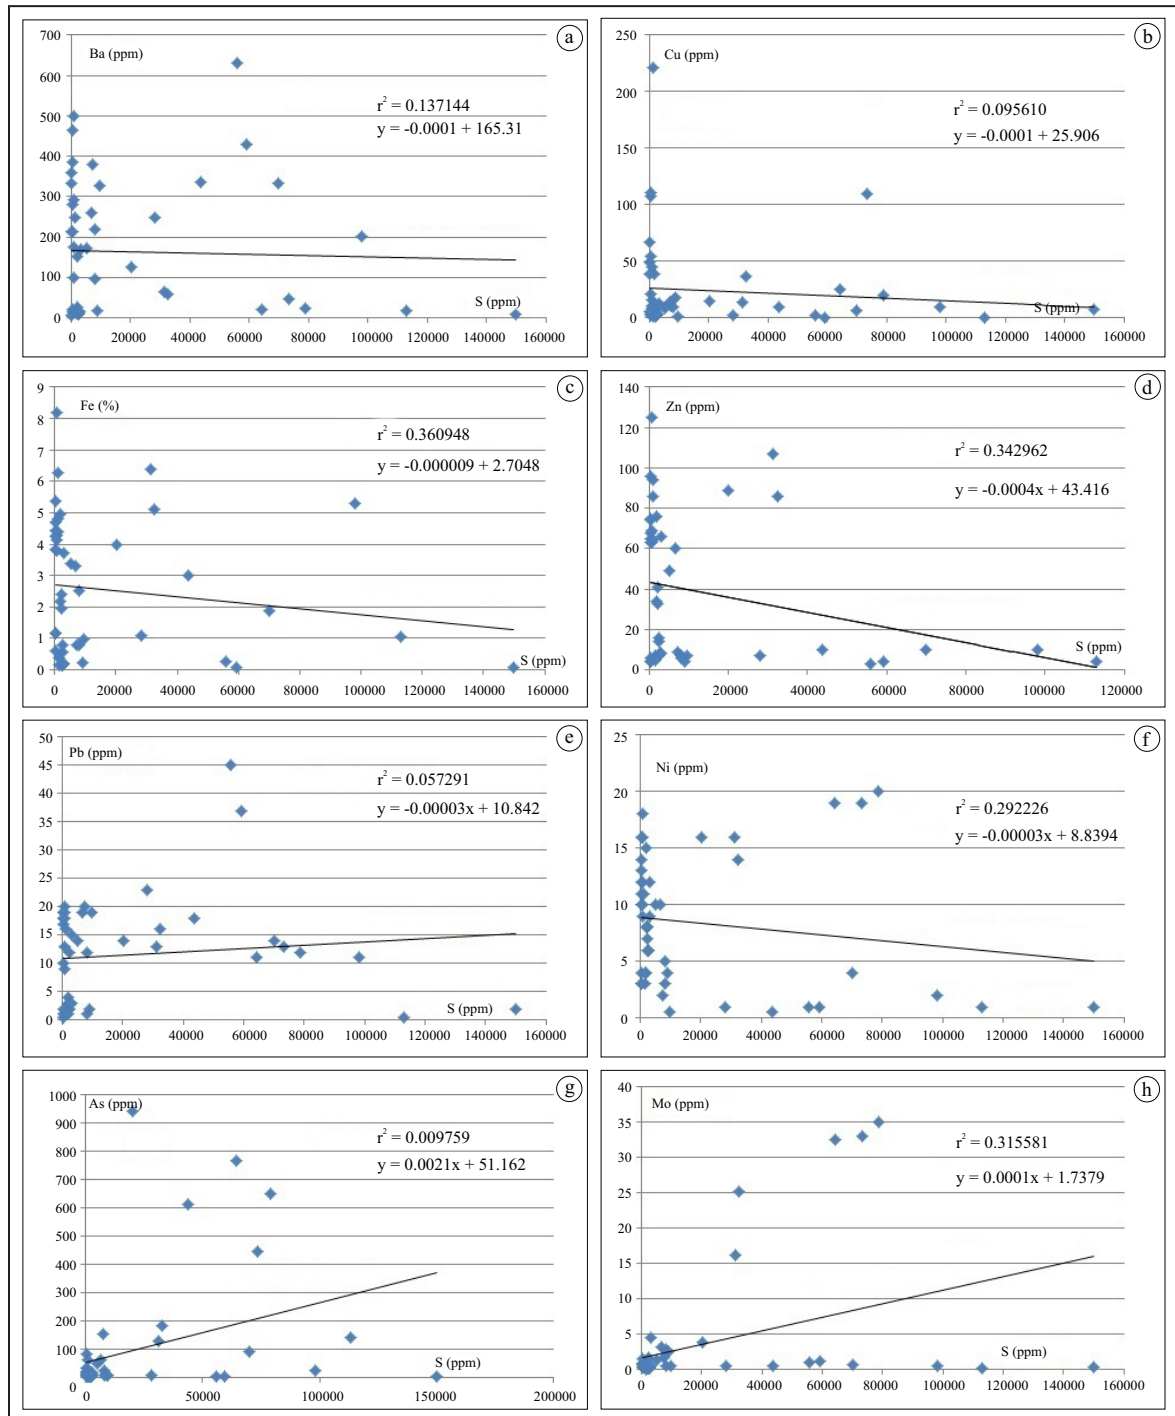 a
Ba (ppm)
r² = 0.137144
y = -0.0001 + 165.31
S (ppm)
700
600
500
400
300
200
100
0
0 20000 40000 60000 80000 100000 120000 140000 160000
b
Cu (ppm)
r² = 0.095610
y = -0.0001 + 25.906
S (ppm)
250
200
150
100
50
0
0 20000 40000 60000 80000 100000 120000 140000 160000
c
Fe (%)
r² = 0.360948
y = -0.000009 + 2.7048
S (ppm)
9
8
7
6
5
4
3
2
1
0
0 20000 40000 60000 80000 100000 120000 140000 160000
d
Zn (ppm)
r² = 0.342962
y = -0.0004x + 43.416
S (ppm)
140
120
100
80
60
40
20
0
0 20000 40000 60000 80000 100000 120000
e
Pb (ppm)
r² = 0.057291
y = -0.00003x + 10.842
S (ppm)
50
45
40
35
30
25
20
15
10
5
0
0 20000 40000 60000 80000 100000 120000 140000 160000
f
Ni (ppm)
r² = 0.292226
y = -0.00003x + 8.8394
25
20
15
10
5
0
0 20000 40000 60000 80000 100000 120000 140000 160000
g
As (ppm)
r² = 0.009759
y = 0.0021x + 51.162
S (ppm)
1000
900
800
700
600
500
400
300
200
100
0
0 50000 100000 150000 200000
h
Mo (ppm)
r² = 0.315581
y = 0.0001x + 1.7379
S (ppm)
40
35
30
25
20
15
10
5
0
0 20000 40000 60000 80000 100000 120000 140000 160000